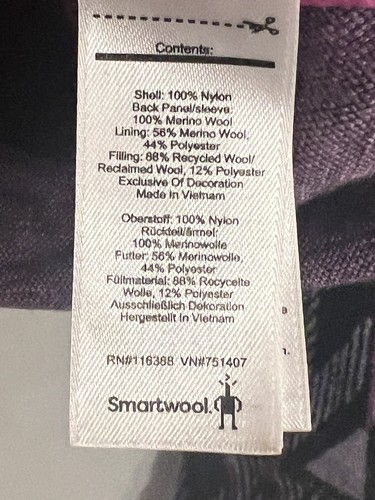 Contents:
Shell: 100% Nylon
Back Panel/sleeve:
100% Merino Wool
Lining: 56% Merino Wool,
44% Polyester
Filling: 88% Recycled Wool/
Reclaimed Wool, 12% Polyester
Exclusive Of Decoration
Made in Vietnam
Oberstoff: 100% Nylon
Rückteil/ärmel:
100% Merinowolle
Futter: 56% Merinowolle,
44% Polyester
Füllmaterial: 88% Recycelte
Wolle, 12% Polyester
Ausschließlich Dekoration
Hergestellt In Vietnam
RN#116388 VN#751407
Smartwool.